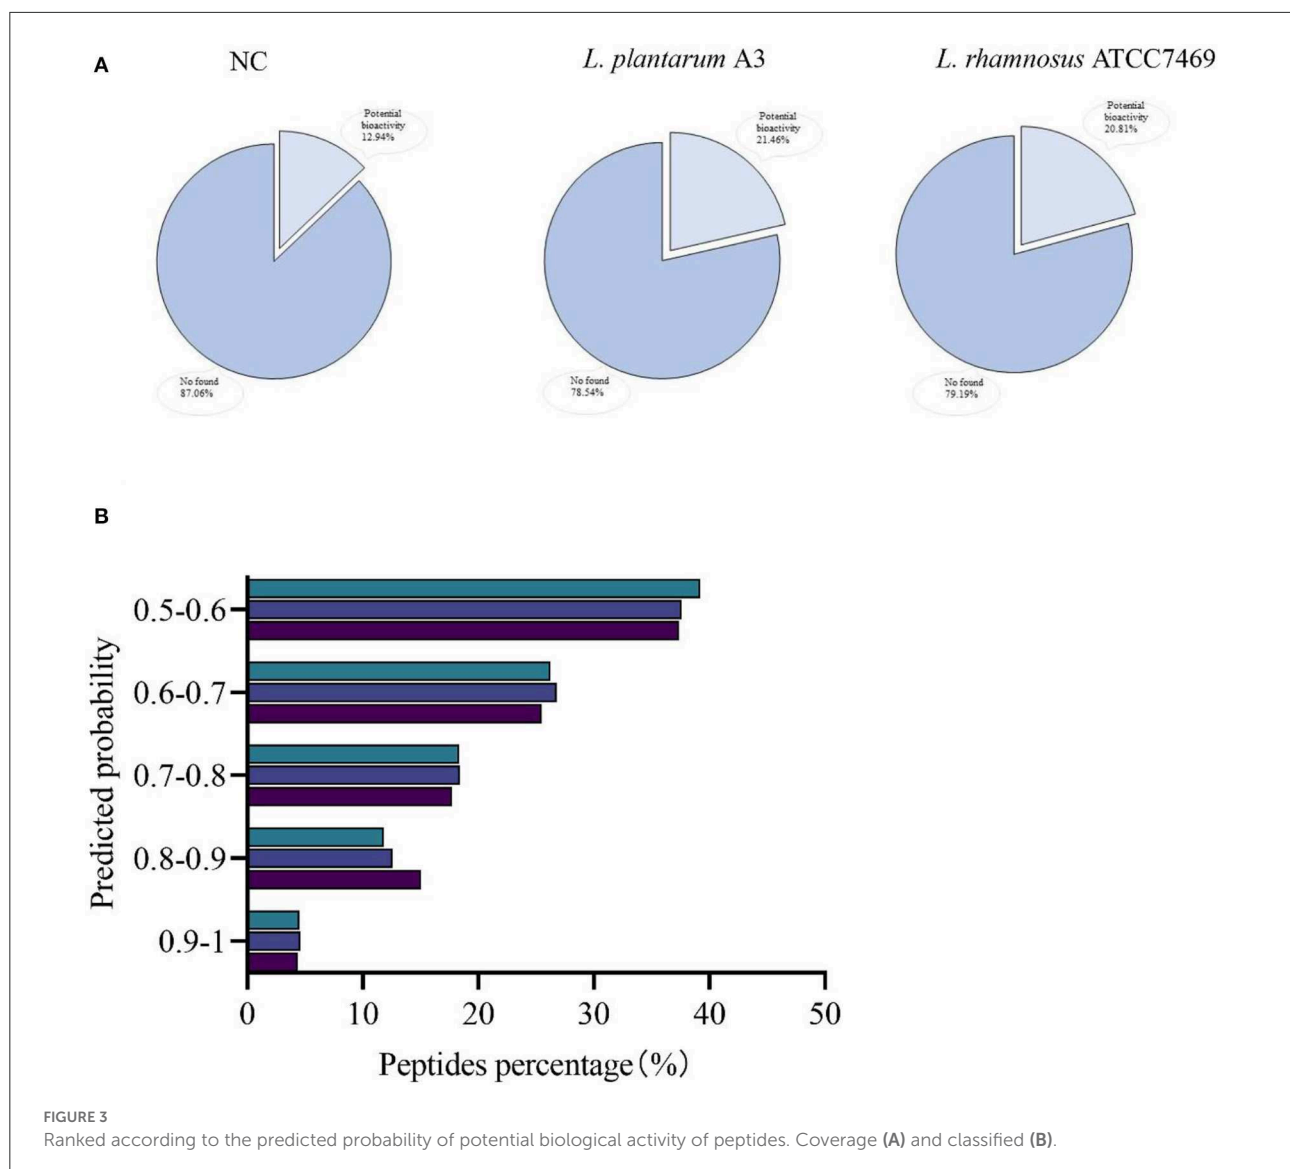 A
NC
L. plantarum A3
L. rhamnosus ATCC7469
Potential
bioactivity
12.94%
Potential
bioactivity
21.46%
Potential
bioactivity
20.81%
No found
87.06%
No found
78.54%
No found
79.19%
B
Predicted probability
0.5-0.6
0.6-0.7
0.7-0.8
0.8-0.9
0.9-1
0 10 20 30 40 50
Peptides percentage(%)
FIGURE 3
Ranked according to the predicted probability of potential biological activity of peptides. Coverage (A) and classified (B).